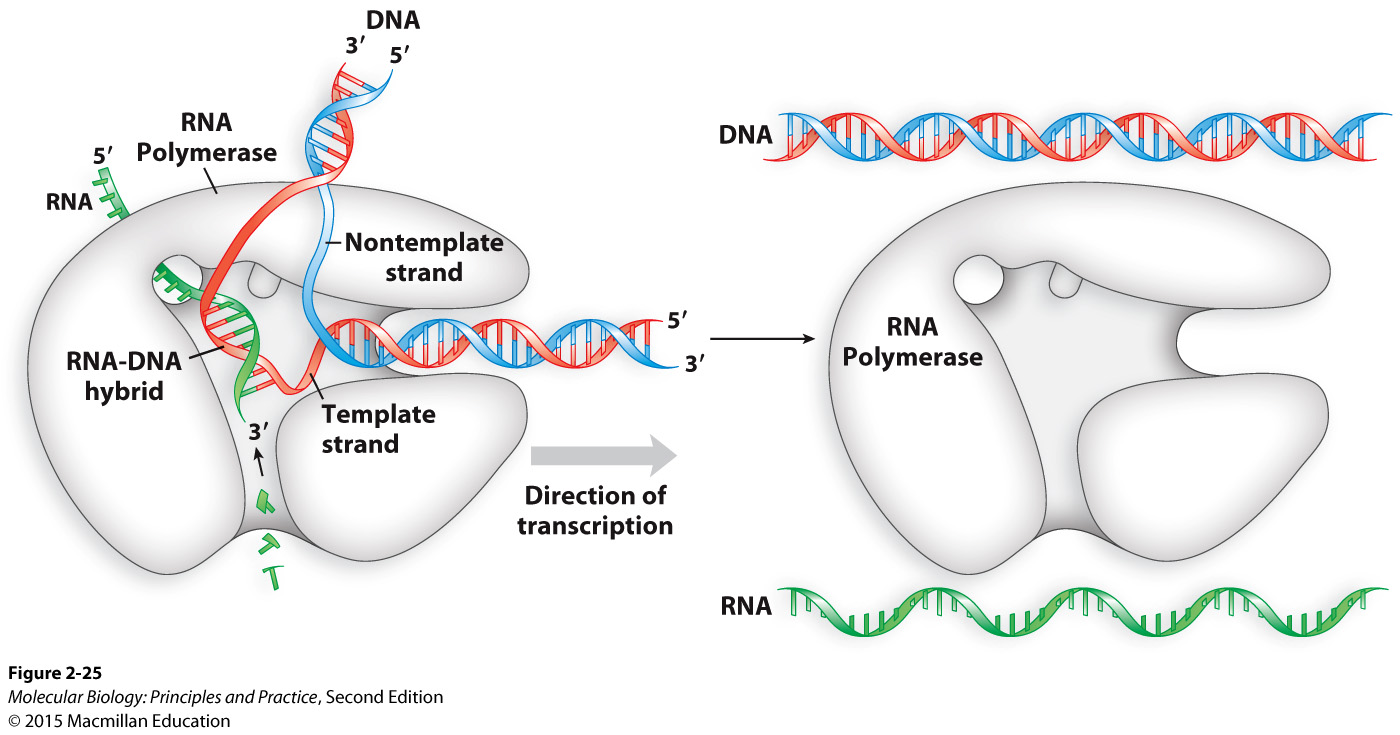 DNA
3′
5′
RNA
Polymerase
5′
RNA
Nontemplate
strand
RNA-DNA
hybrid
Template
strand
3′
5′
3′
Direction of
transcription
DNA
RNA
Polymerase
RNA
Figure 2-25
Molecular Biology: Principles and Practice, Second Edition
© 2015 Macmillan Education